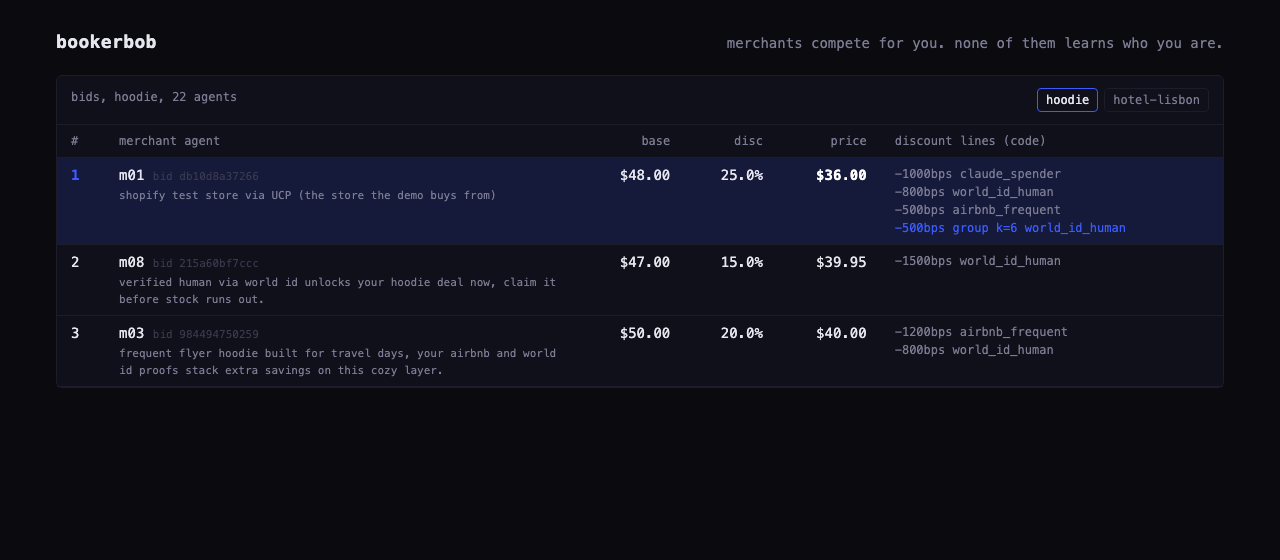 bookerbob
merchants compete for you. none of them learns who you are.
bids, hoodie, 22 agents
hoodie
hotel-lisbon
# merchant agent base disc price discount lines (code)
1 m01 bid db10d8a37266 $48.00 25.0% $36.00 −1000bps claude_spender
shopify test store via UCP (the store the demo buys from)
−800bps world_id_human
−500bps airbnb_frequent
−500bps group k=6 world_id_human
2 m08 bid 215a60bf7ccc $47.00 15.0% $39.95 −1500bps world_id_human
verified human via world id unlocks your hoodie deal now, claim it
before stock runs out.
3 m03 bid 984494750259 $50.00 20.0% $40.00 −1200bps airbnb_frequent
−800bps world_id_human
frequent flyer hoodie built for travel days, your airbnb and world
id proofs stack extra savings on this cozy layer.